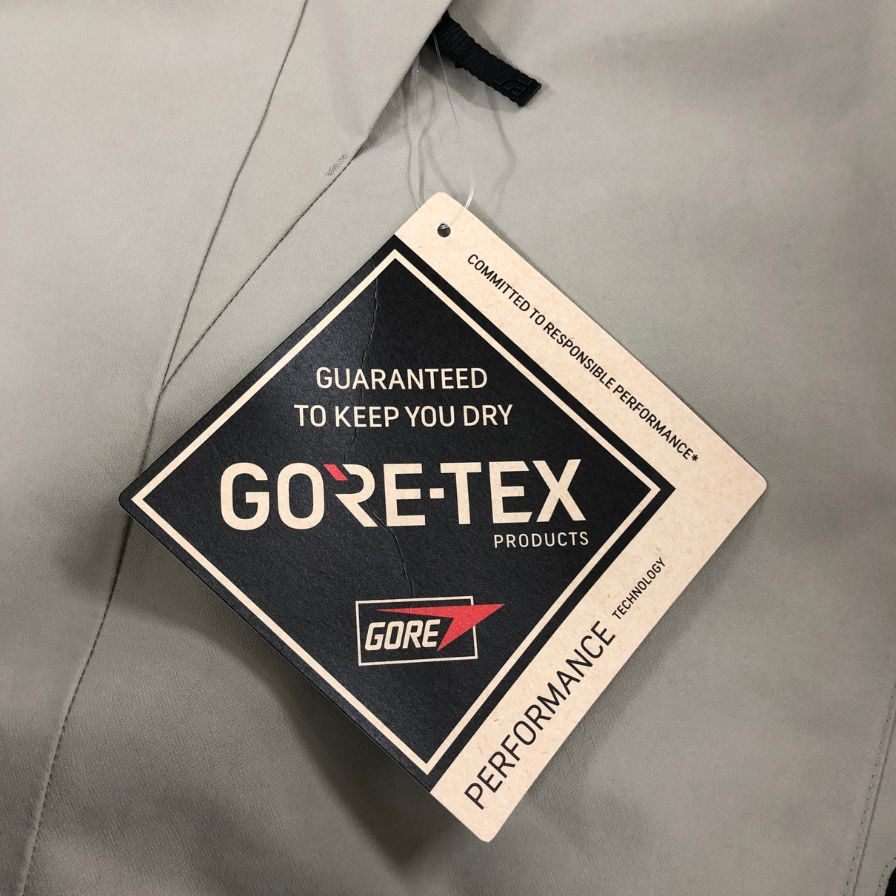 COMMITTED TO RESPONSIBLE PERFORMANCE*
GUARANTEED
TO KEEP YOU DRY
GORE-TEX
PRODUCTS
GORE
PERFORMANCE TECHNOLOGY